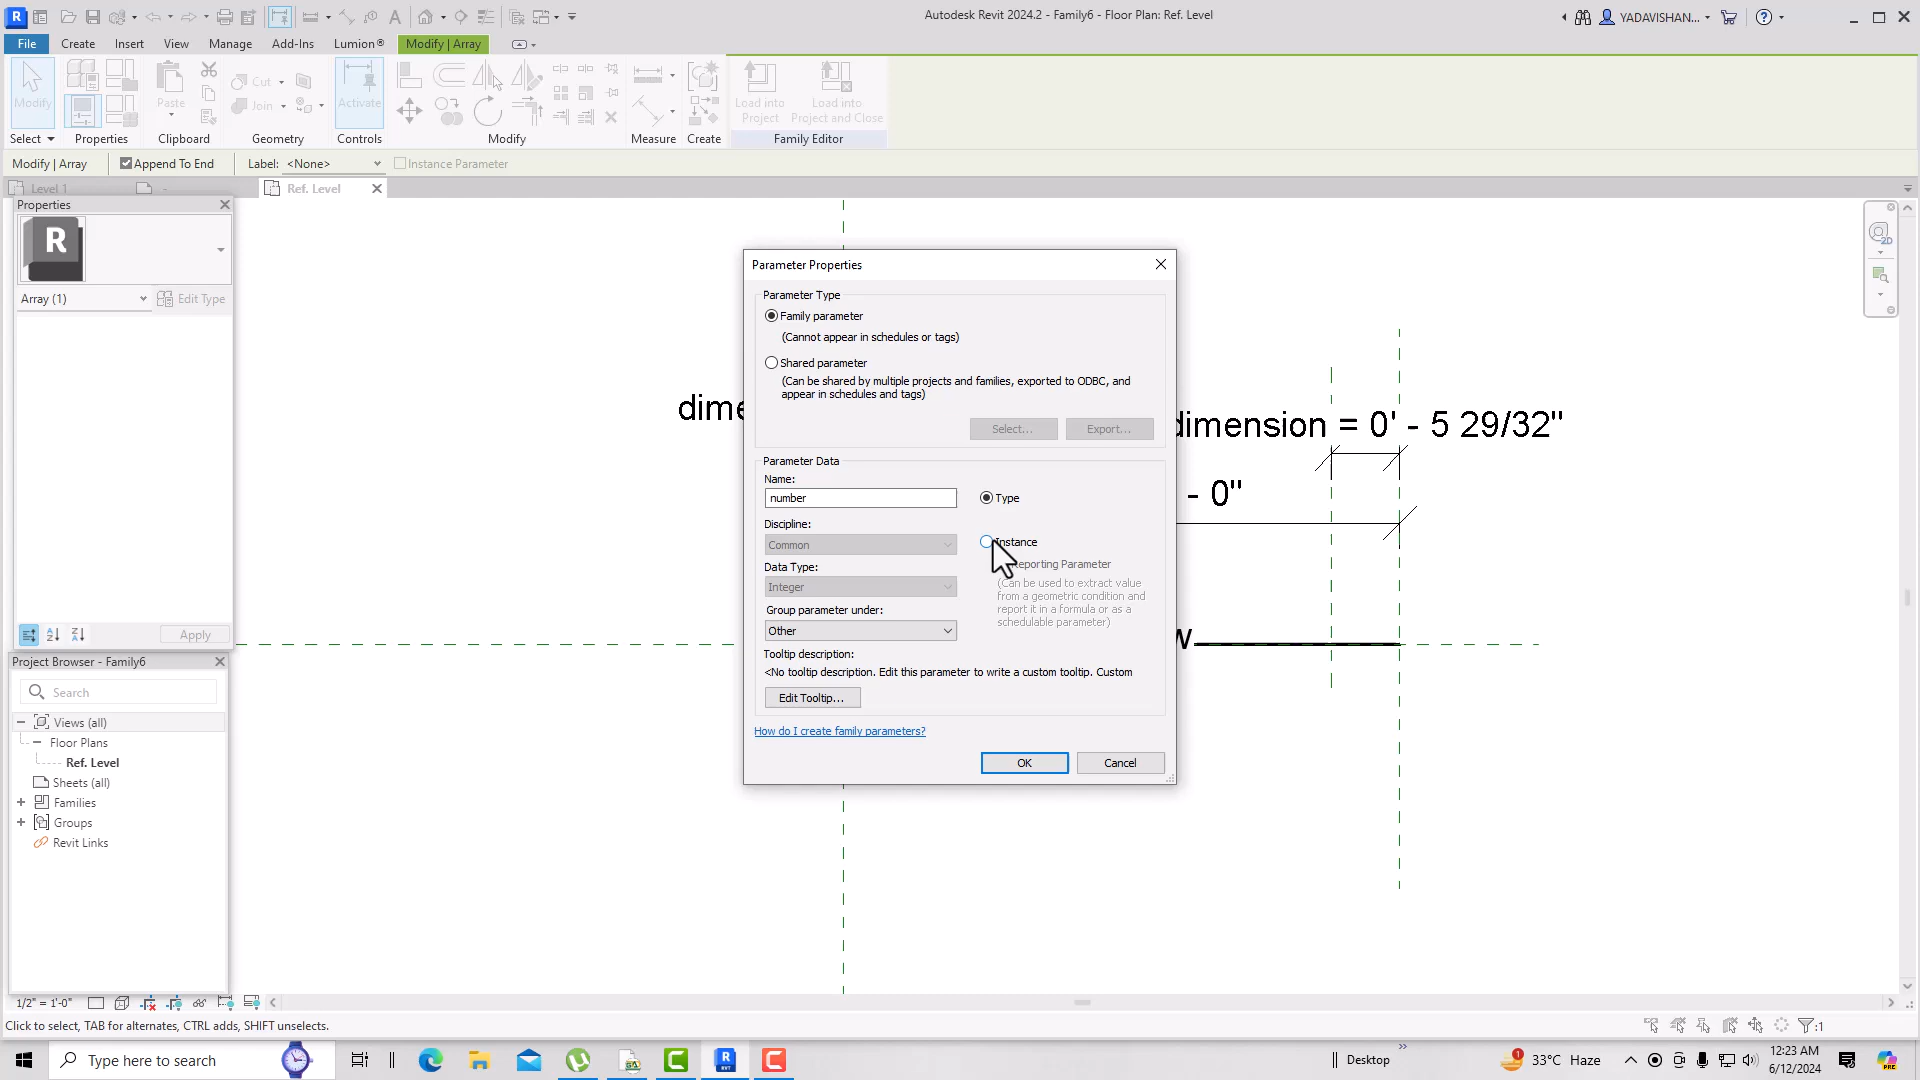 Autodesk Revit 2024.2 - Family6 - Floor Plan: Ref. Level
YADAVISHAN...
File Create Insert View Manage Add-Ins Lumion® Modify | Array
Modify
Paste
Cut
Join
Activate
Load into
Project
Load into
Project and Close
Select Properties Clipboard Geometry Controls Modify Measure Create Family Editor
Modify | Array Append To End Label: <None> Instance Parameter
Level 1 - Ref. Level
Properties
R
Array (1) Edit Type
Apply
Project Browser - Family6
Search
Views (all)
Floor Plans
Ref. Level
Sheets (all)
Families
Groups
Revit Links
dime
dimension = 0' - 5 29/32"
- 0"
W
Parameter Properties
Parameter Type
Family parameter
(Cannot appear in schedules or tags)
Shared parameter
(Can be shared by multiple projects and families, exported to ODBC, and
appear in schedules and tags)
Select... Export...
Parameter Data
Name:
number
Type
Discipline:
Common
Instance
Data Type:
Reporting Parameter
Integer
(Can be used to extract value
from a geometric condition and
report it in a formula or as a
schedulable parameter)
Group parameter under:
Other
Tooltip description:
<No tooltip description. Edit this parameter to write a custom tooltip. Custom
Edit Tooltip...
How do I create family parameters?
OK Cancel
2D
1/2" = 1'-0"
Click to select, TAB for alternates, CTRL adds, SHIFT unselects.
:1
Type here to search
Desktop
33°C Haze
12:23 AM
6/12/2024